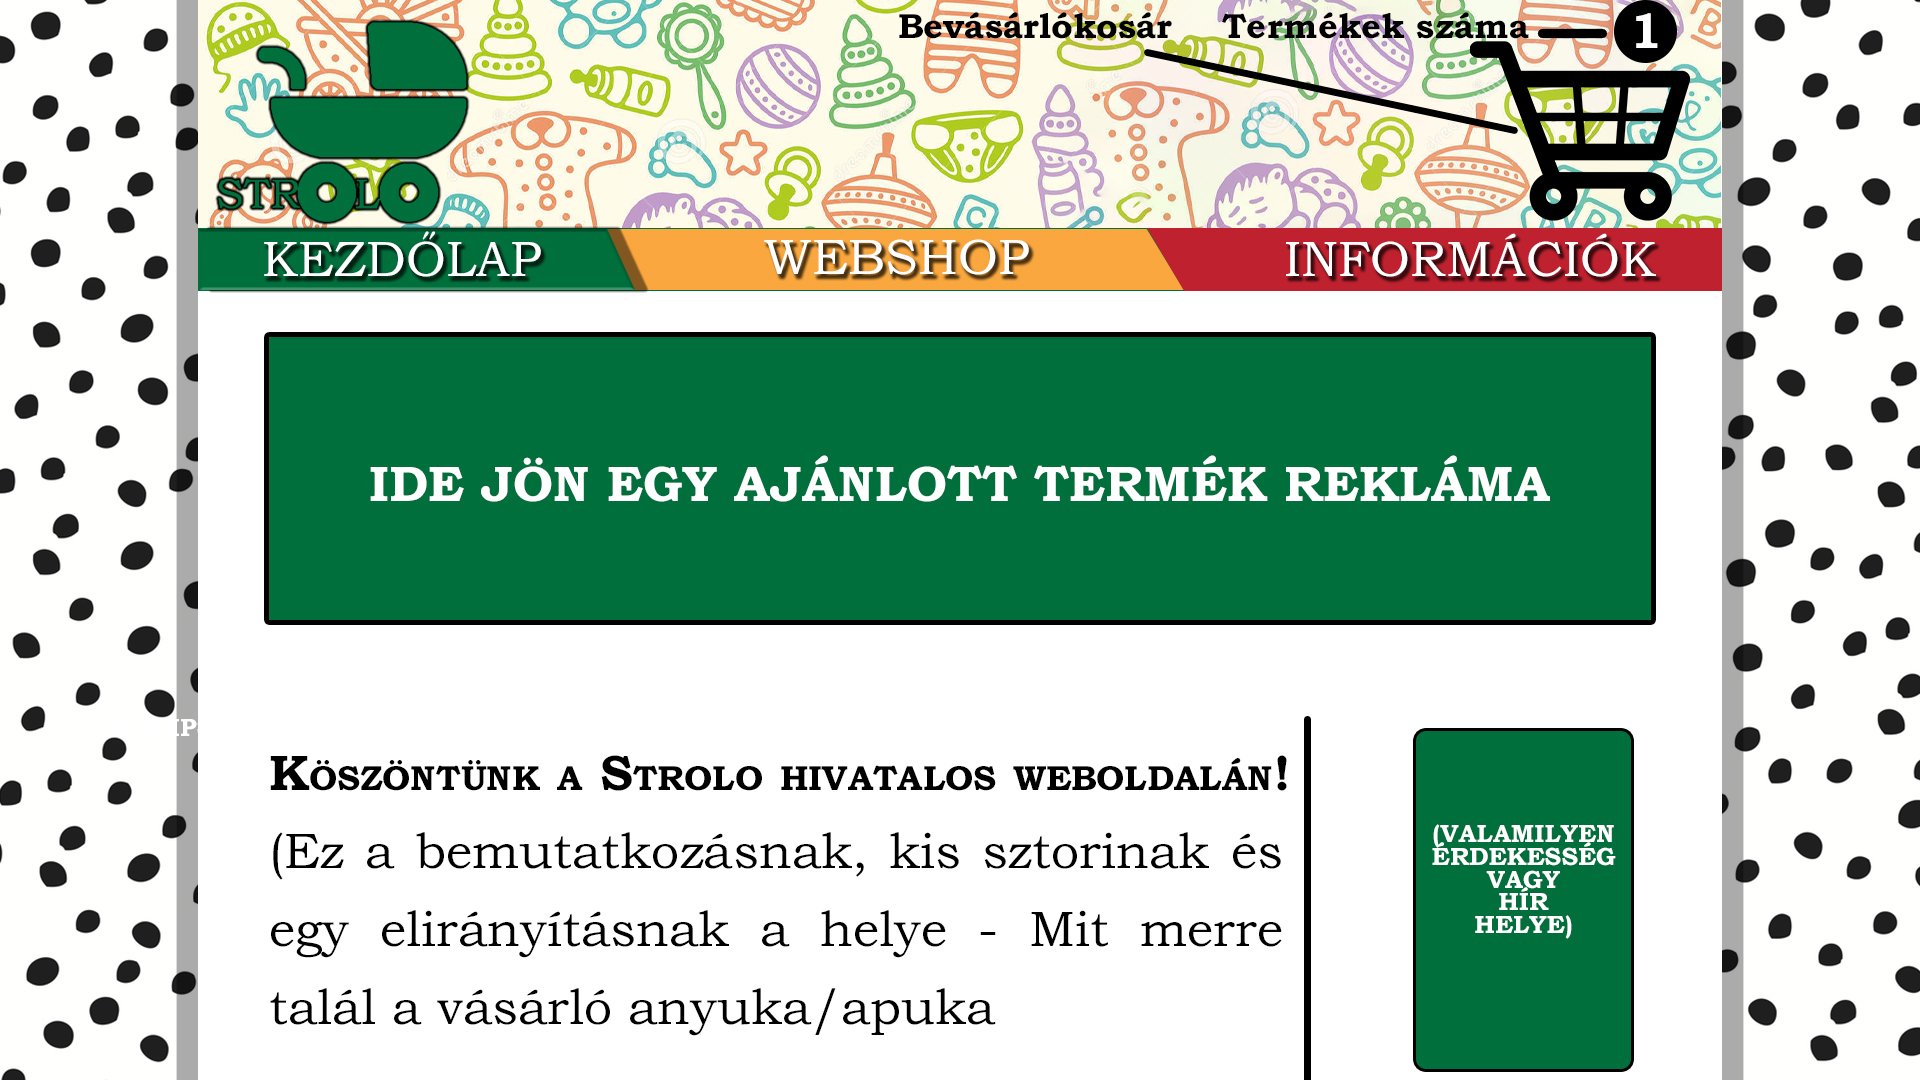 Bevásárlókosár Termékek száma 1
STROLO
KEZDŐLAP WEBSHOP INFORMÁCIÓK
IDE JÖN EGY AJÁNLOTT TERMÉK REKLÁMA
KÖSZÖNTÜNK A STROLO HIVATALOS WEBOLDALÁN!
(Ez a bemutatkozásnak, kis sztorinak és
egy elirányításnak a helye - Mit merre
talál a vásárló anyuka/apuka
(VALAMILYEN
ÉRDEKESSÉG
VAGY
HÍR
HELYE)